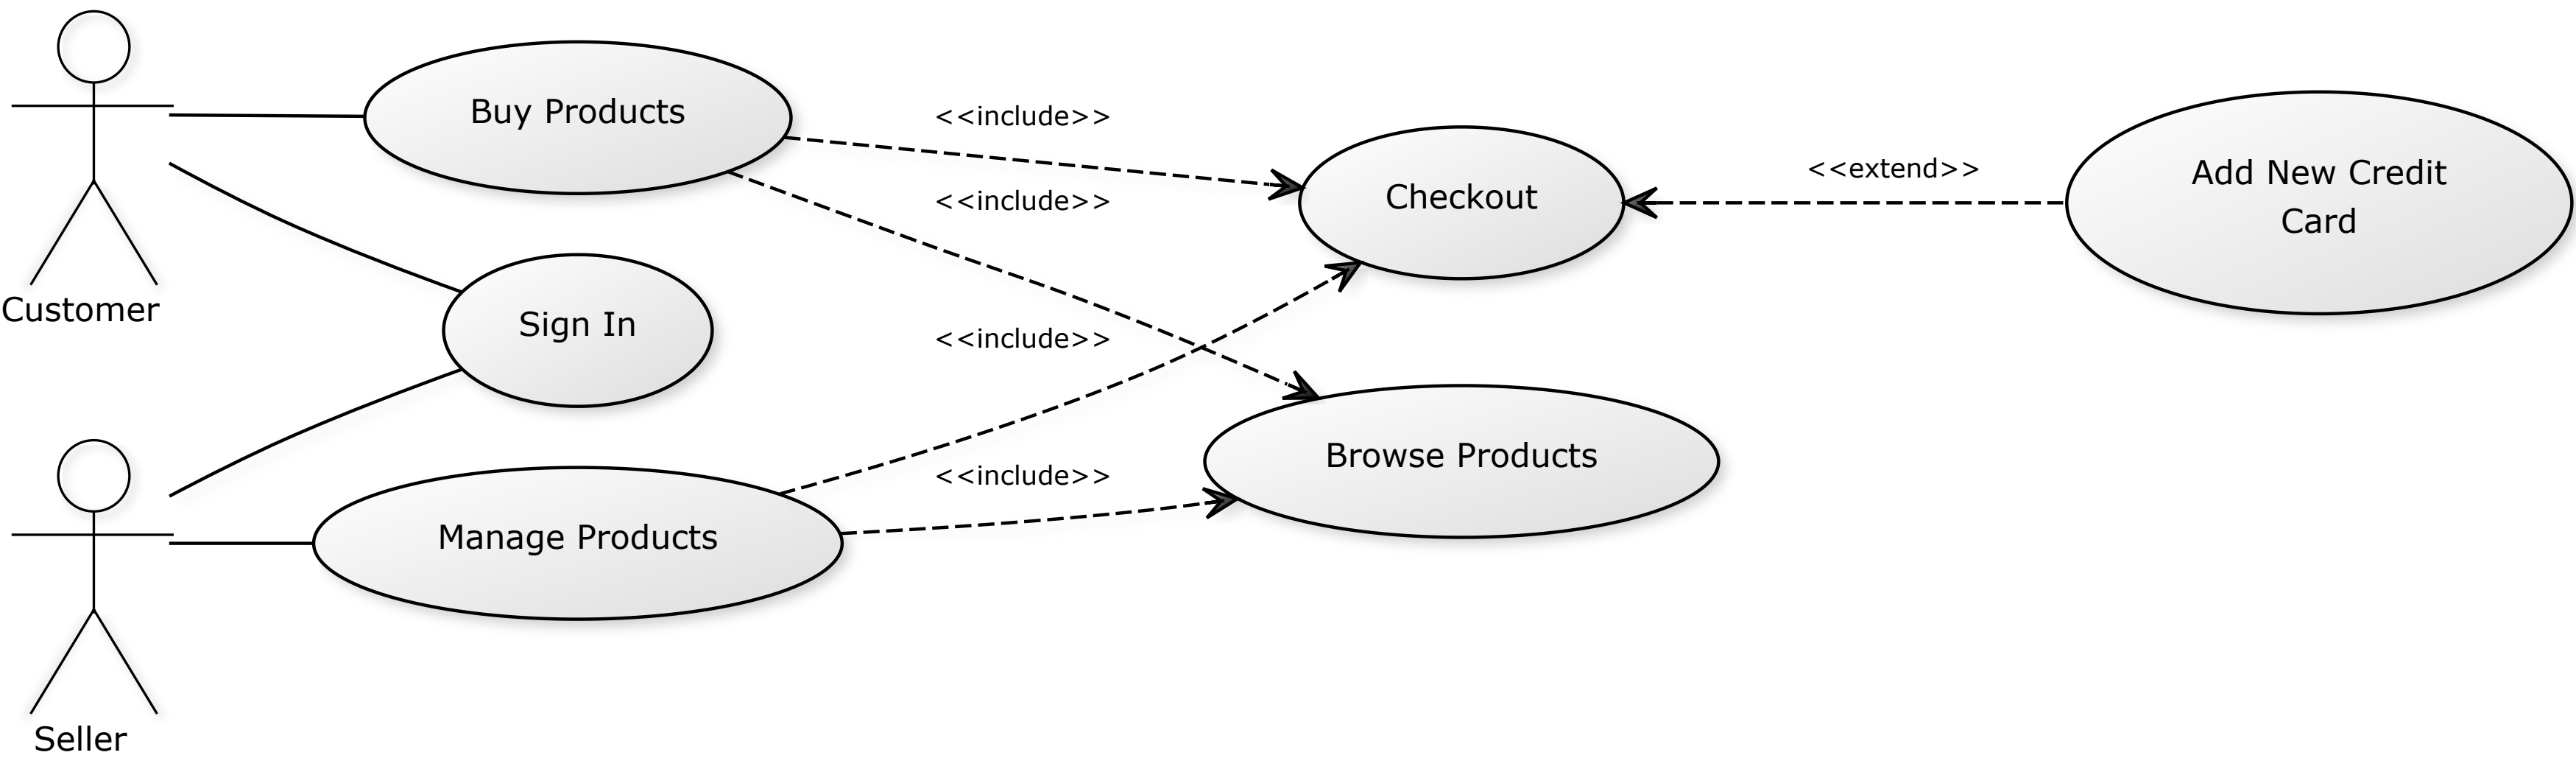 Buy Products
<<include>>
<<extend>>
Add New Credit
Card
Checkout
<<include>>
Customer
Sign In
<<include>>
Browse Products
<<include>>
Manage Products
Seller